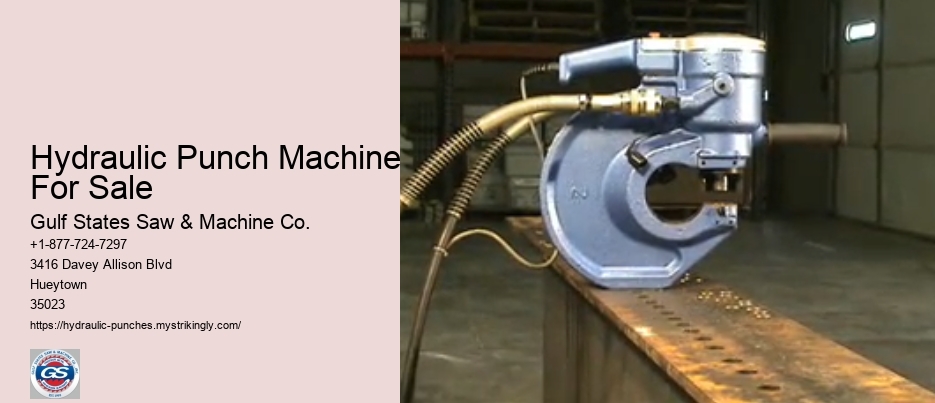 Hydraulic Punch Machine
For Sale
Gulf States Saw & Machine Co.
+1-877-724-7297
3416 Davey Allison Blvd
Hueytown
35023
https://hydraulic-punches.mystrikingly.com/
GS